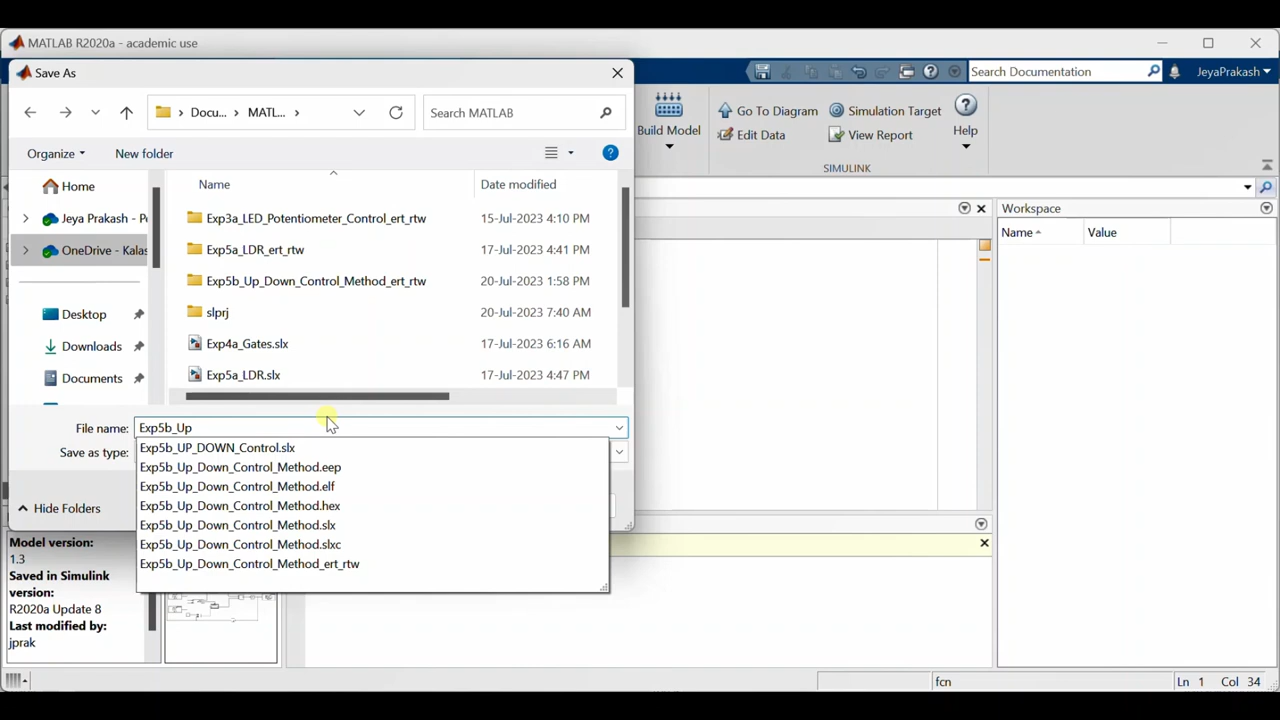 MATLAB R2020a - academic use
Save As
Docu...
MATL...
Search MATLAB
Organize
New folder
Name
Date modified
Home
Jeya Prakash - P
OneDrive - Kalas
Desktop
Downloads
Documents
Exp3a_LED_Potentiometer_Control_ert_rtw 15-Jul-2023 4:10 PM
Exp5a_LDR_ert_rtw 17-Jul-2023 4:41 PM
Exp5b_Up_Down_Control_Method_ert_rtw 20-Jul-2023 1:58 PM
slprj 20-Jul-2023 7:40 AM
Exp4a_Gates.slx 17-Jul-2023 6:16 AM
Exp5a_LDR.slx 17-Jul-2023 4:47 PM
File name: Exp5b_Up
Save as type:
Exp5b_UP_DOWN_Control.slx
Exp5b_Up_Down_Control_Method.eep
Exp5b_Up_Down_Control_Method.elf
Exp5b_Up_Down_Control_Method.hex
Exp5b_Up_Down_Control_Method.slx
Exp5b_Up_Down_Control_Method.slxc
Exp5b_Up_Down_Control_Method_ert_rtw
Hide Folders
Search Documentation
JeyaPrakash
Build Model
Go To Diagram
Edit Data
Simulation Target
View Report
Help
SIMULINK
Workspace
Name
Value
Model version:
1.3
Saved in Simulink
version:
R2020a Update 8
Last modified by:
jprak
fcn
Ln 1 Col 34